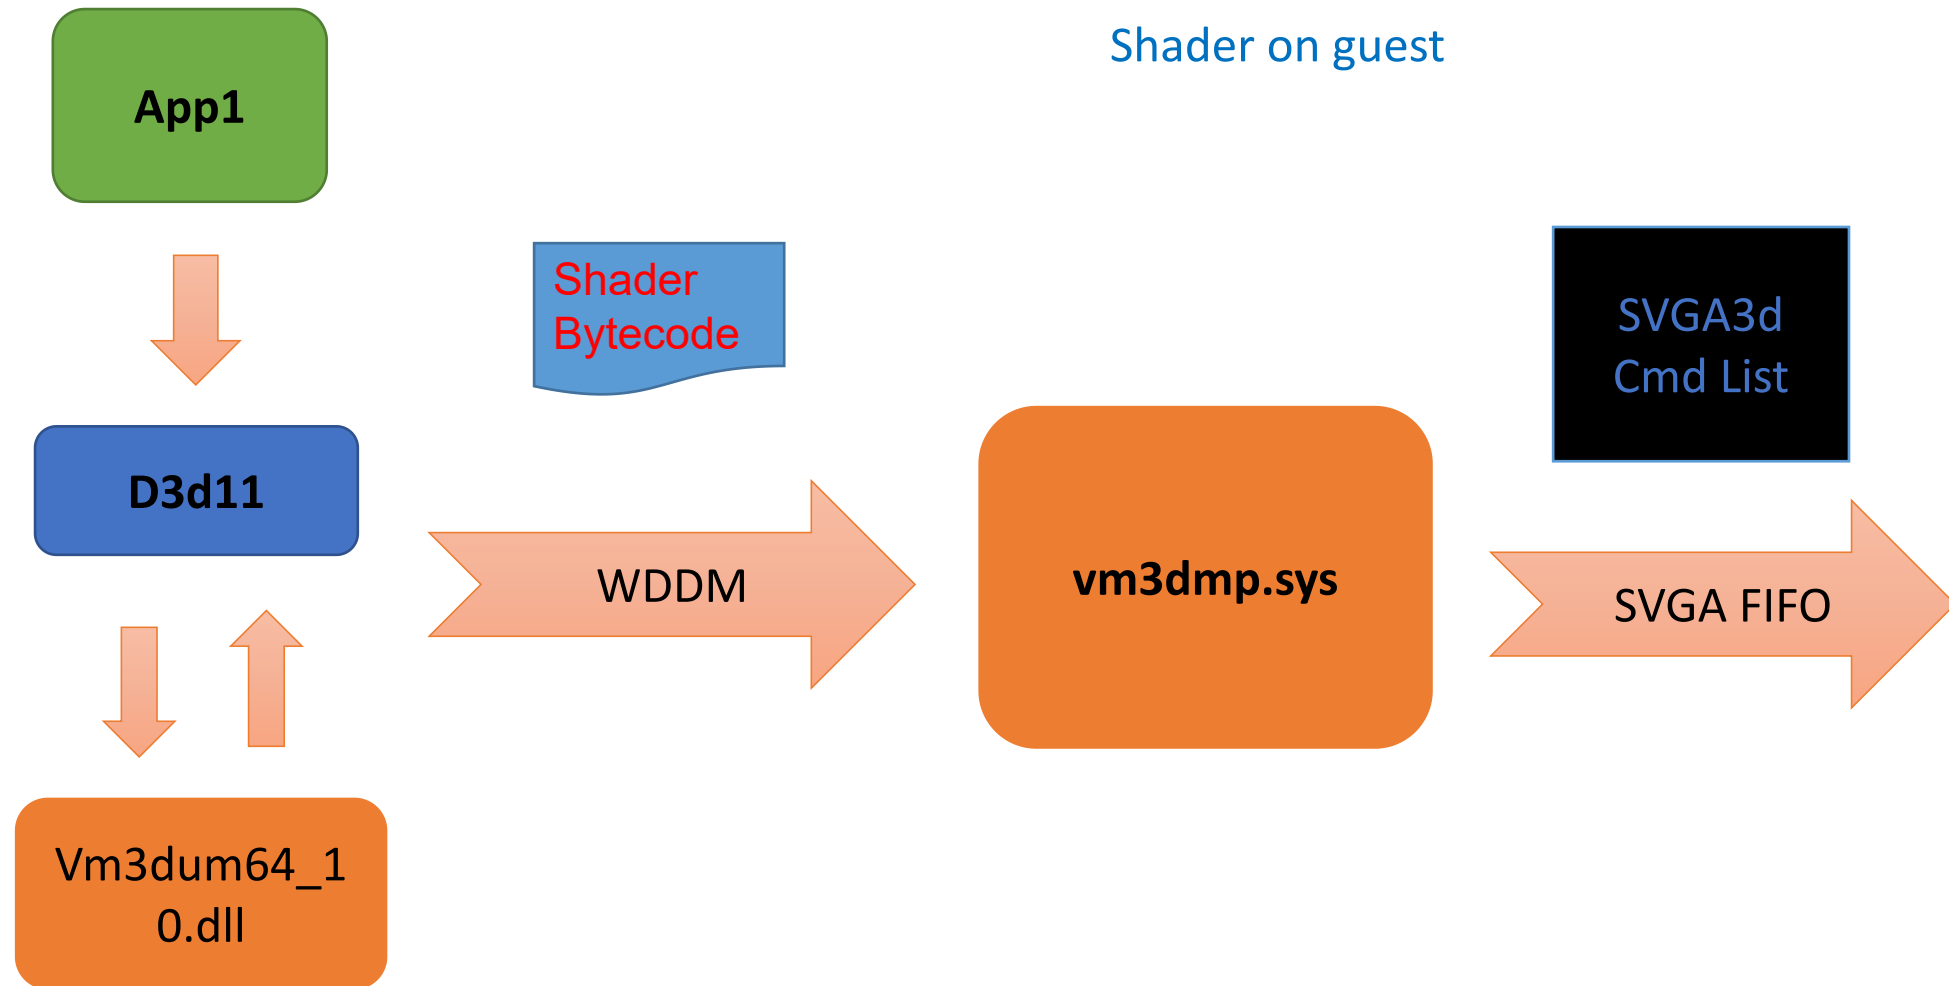 Shader on guest
App1
Shader
Bytecode
SVGA3d
Cmd List
D3d11
WDDM
vm3dmp.sys
SVGA FIFO
Vm3dum64_1
0.dll